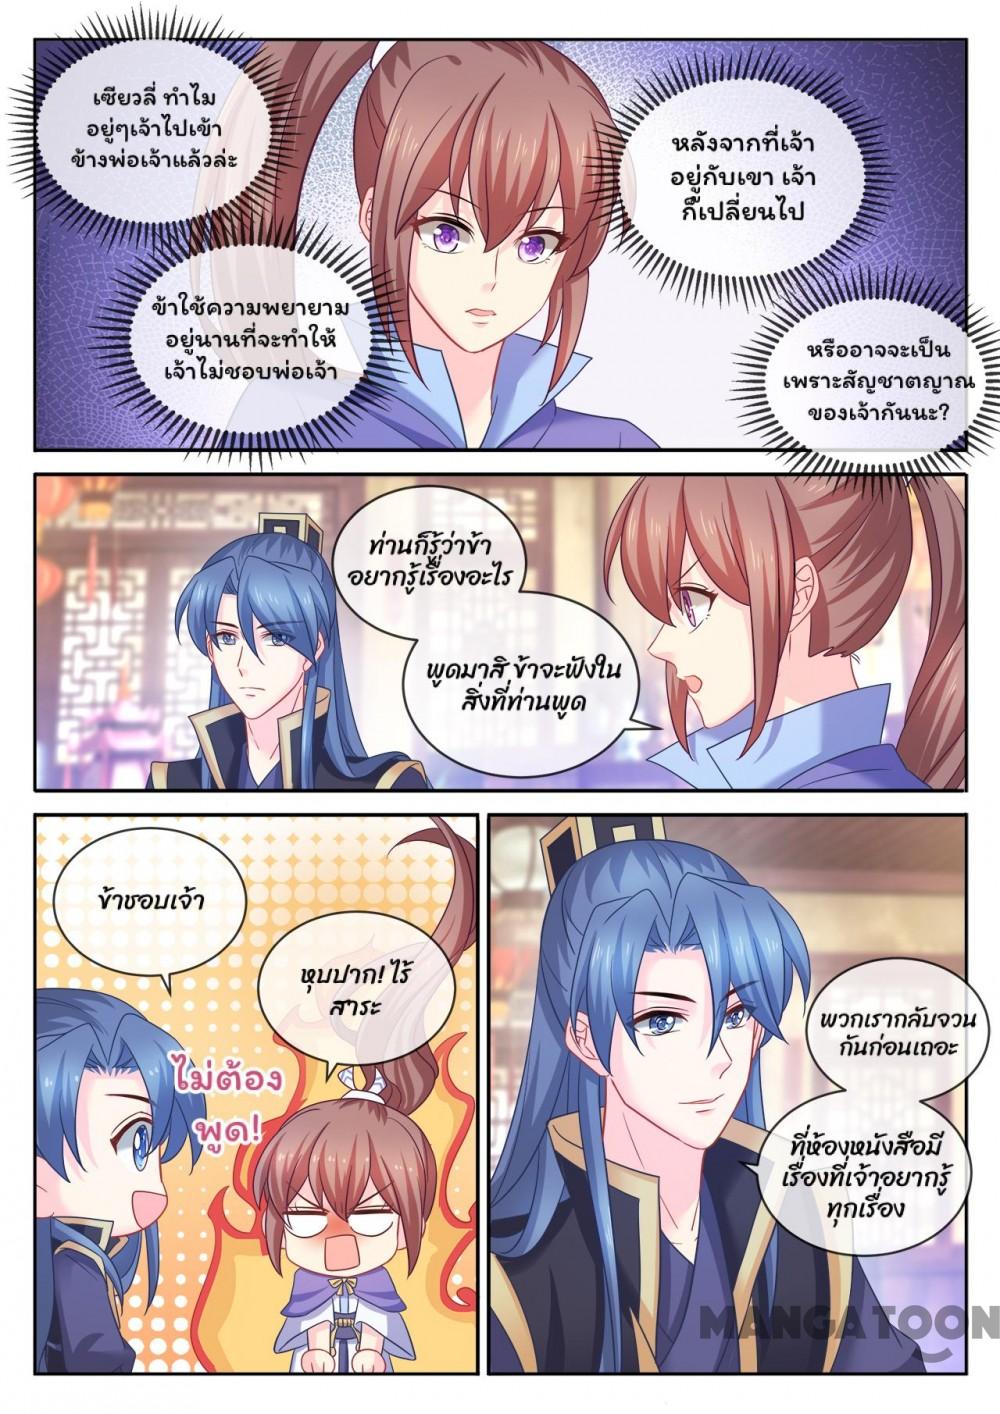 เซียวลี่ ทำไม
อยู่ๆเจ้าไปเข้า
ข้างพ่อเจ้าแล้วล่ะ
หลังจากที่เจ้า
อยู่กับเขา เจ้า
ก็เปลี่ยนไป
ข้าใช้ความพยายาม
อยู่นานที่จะทำให้
เจ้าไม่ชอบพ่อเจ้า
หรืออาจจะเป็น
เพราะสัญชาตญาณ
ของเจ้ากันนะ?
ท่านก็รู้ว่าข้า
อยากรู้เรื่องอะไร
พูดมาสิ ข้าจะฟังใน
สิ่งที่ท่านพูด
ข้าชอบเจ้า
หุบปาก! ไร้
สาระ
ไม่ต้อง
พูด!
พวกเรากลับจวน
กันก่อนเถอะ
ที่ห้องหนังสือมี
เรื่องที่เจ้าอยากรู้
ทุกเรื่อง
MANGATOON